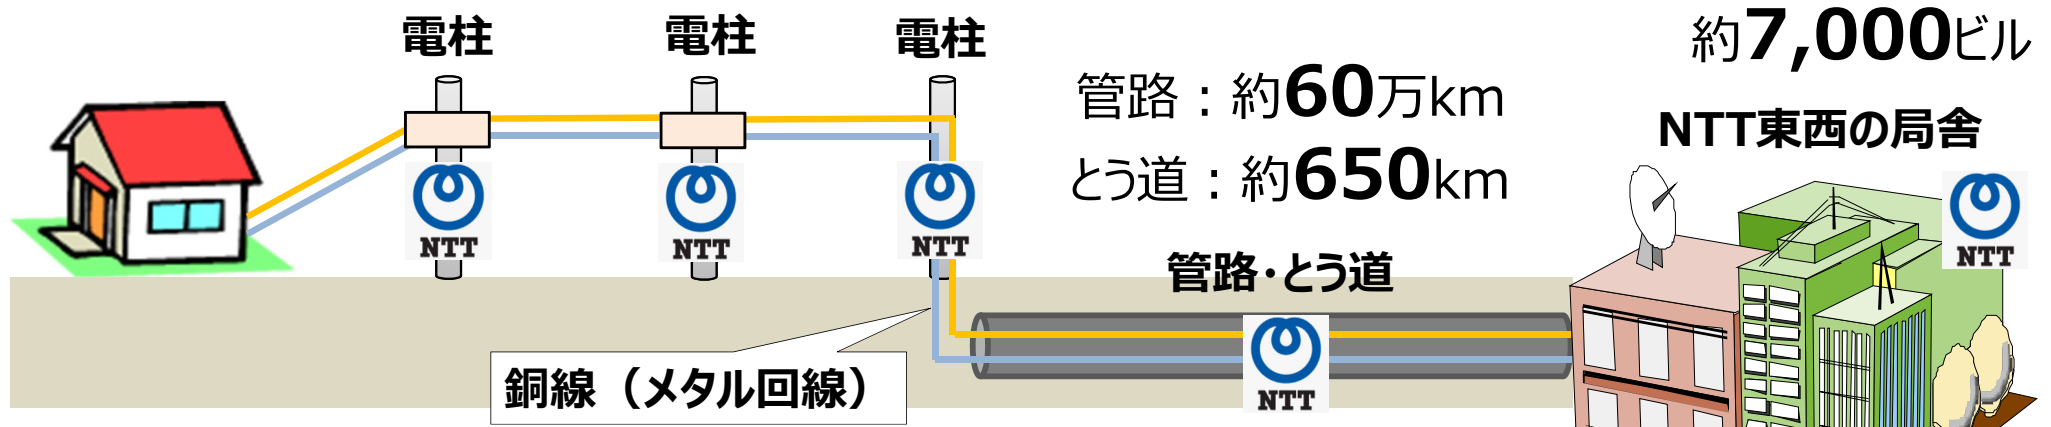 電柱
電柱
電柱
管路：約60万km
とう道：約650km
約7,000ビル
NTT東西の局舎
NTT
NTT
NTT
NTT
管路・とう道
銅線（メタル回線）
NTT